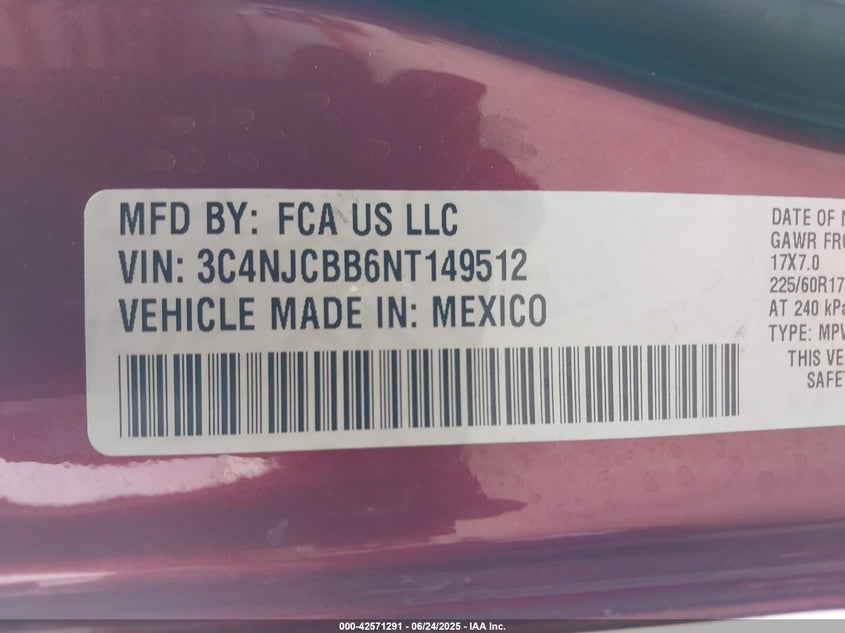 MFD BY: FCA US LLC
VIN: 3C4NJCBB6NT149512
VEHICLE MADE IN: MEXICO
DATE OF M
GAWR FRO
17X7.0
225/60R17
AT 240 kPa
TYPE: MPV
THIS VE
SAFET
000-42571291 - 06/24/2025 - IAA Inc.